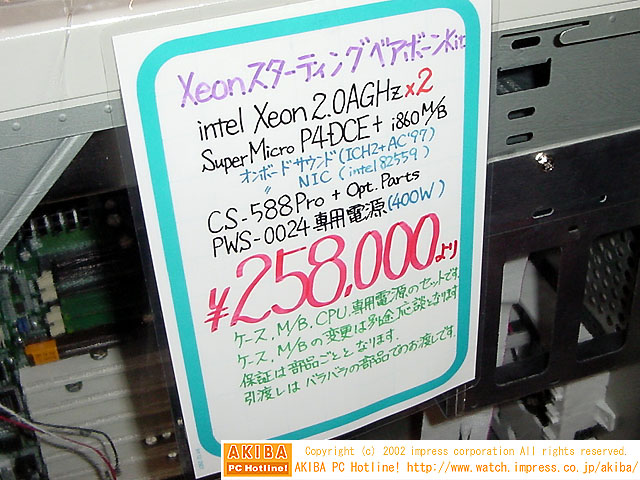 Xeonスターティングベアボーンkit
intel Xeon 2.0AGHz×2
SuperMicro P4DCE+ i860 M/B
オンボードサウンド(ICH2+AC'97)
〃 NIC (intel 82559)
CS-588Pro + Opt. Parts
PWS-0024 専用電源(400W)
¥258,000より
ケース, M/B, CPU, 専用電源のセットです。
ケース, M/Bの変更は別途ご応談となります
保証は部品ごととなります.
引渡しはバラバラの部品でのお渡しです.
AKIBA Copyright (c) 2002 impress corporation All rights reserved.
PC Hotline! AKIBA PC Hotline! http://www.watch.impress.co.jp/akiba/